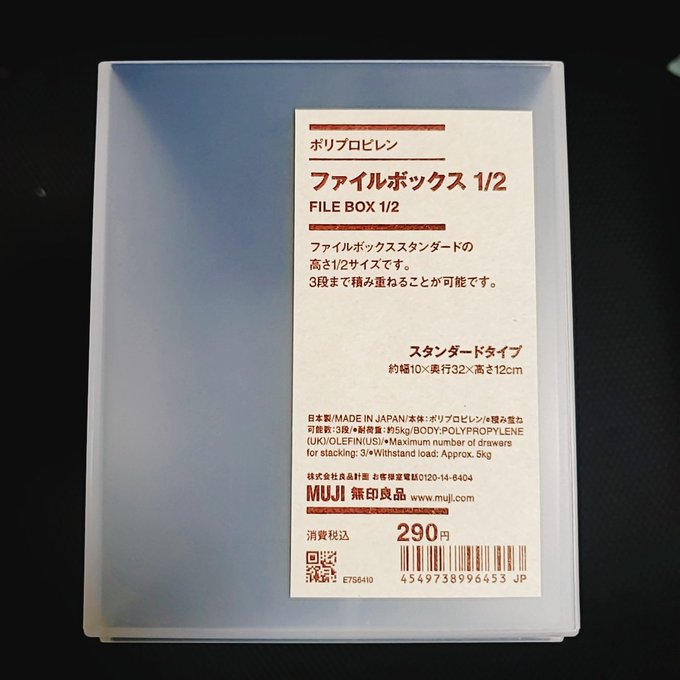 ポリプロピレン
ファイルボックス 1/2
FILE BOX 1/2
ファイルボックススタンダードの
高さ1/2サイズです。
3段まで積み重ねることが可能です。
スタンダードタイプ
約幅10×奥行32×高さ12cm
日本製/MADE IN JAPAN/本体:ポリプロピレン/●積み重ね
可能数:3段/●耐荷重:約5kg/BODY:POLYPROPYLENE
(UK)/OLEFIN(US)/●Maximum number of drawers
for stacking: 3/●Withstand load: Approx. 5kg
株式会社良品計画 お客様室電話0120-14-6404
MUJI 無印良品 www.muji.com
消費税込 290円
E7S6410 4549738996453 JP